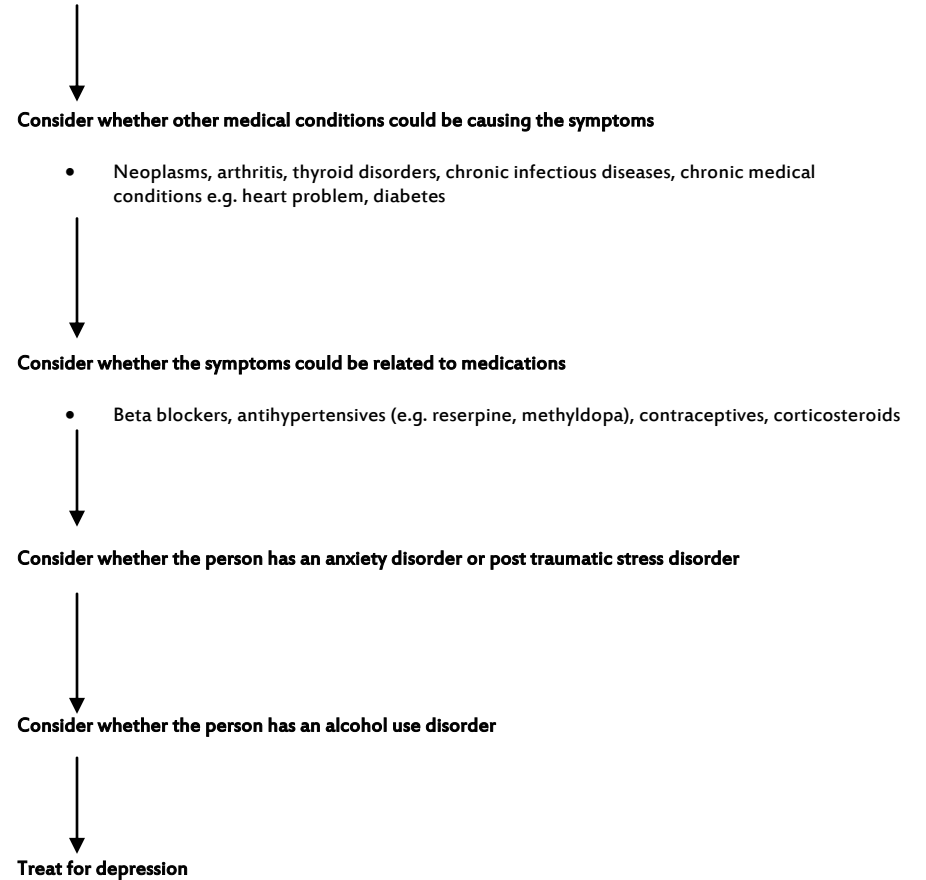 Consider whether other medical conditions could be causing the symptoms
• Neoplasms, arthritis, thyroid disorders, chronic infectious diseases, chronic medical
conditions e.g. heart problem, diabetes
Consider whether the symptoms could be related to medications
• Beta blockers, antihypertensives (e.g. reserpine, methyldopa), contraceptives, corticosteroids
Consider whether the person has an anxiety disorder or post traumatic stress disorder
Consider whether the person has an alcohol use disorder
Treat for depression